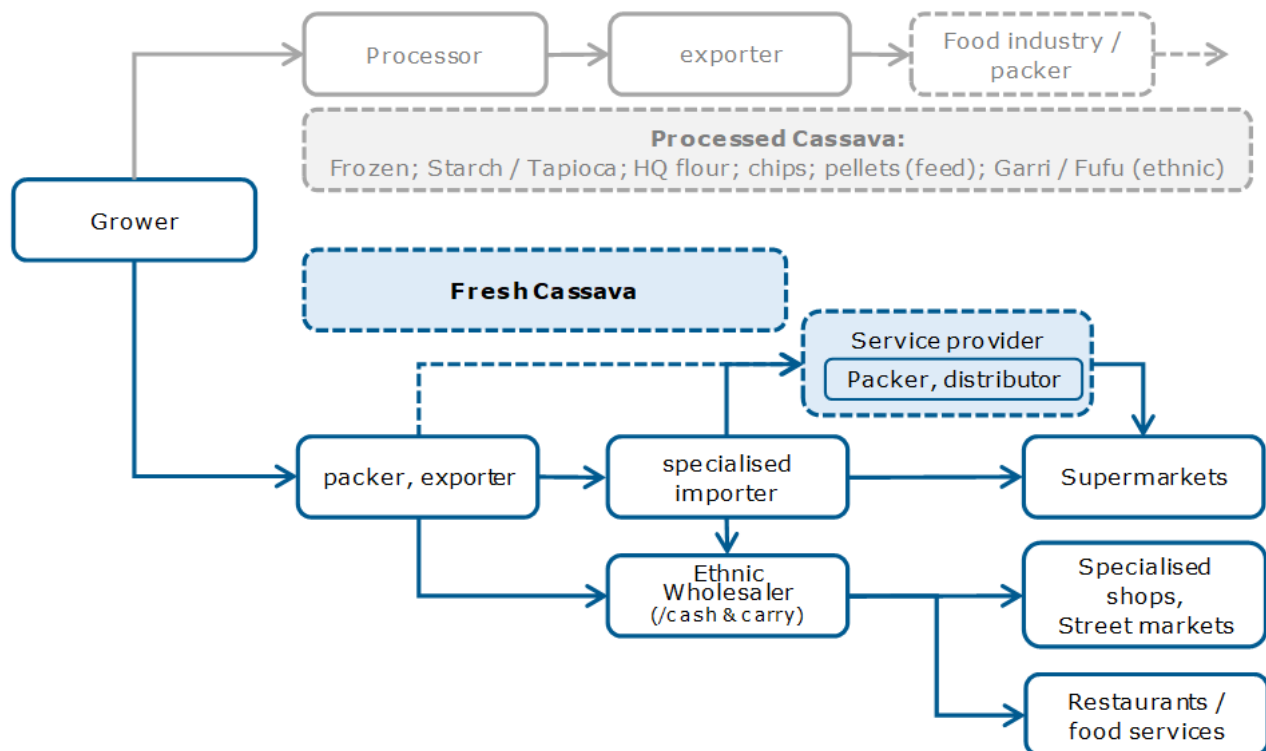 Processor
exporter
Food industry /
packer
Processed Cassava:
Frozen; Starch / Tapioca; HQ flour; chips; pellets (feed); Garri / Fufu (ethnic)
Grower
Fresh Cassava
Service provider
Packer, distributor
packer, exporter
specialised
importer
Supermarkets
Ethnic
Wholesaler
(/cash & carry)
Specialised
shops,
Street markets
Restaurants /
food services